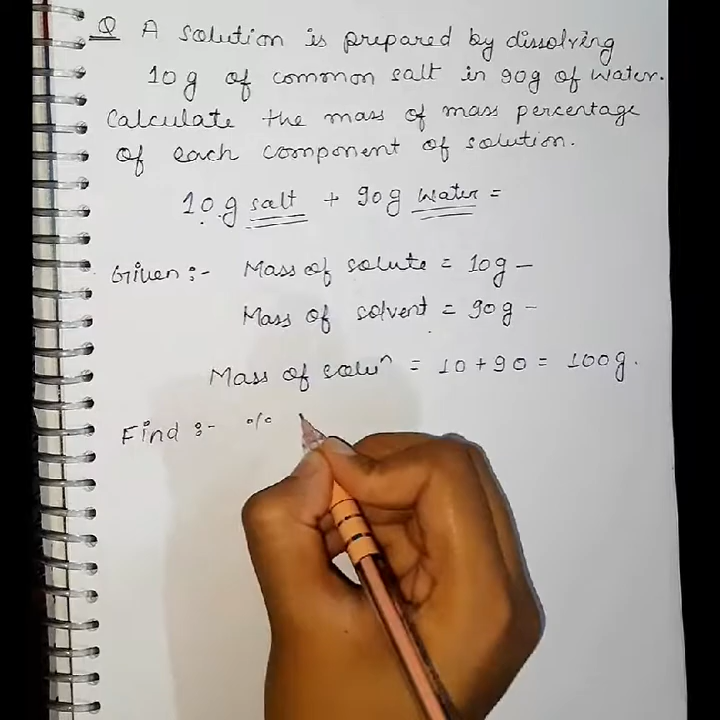 Q A solution is prepared by dissolving
10g of common salt in 90g of water.
Calculate the mass of mass percentage
of each component of solution.
10g salt + 90g water =
Given :- Mass of solute = 10g -
Mass of solvent = 90g -
Mass of soluⁿ = 10 + 90 = 100g.
Find :- %